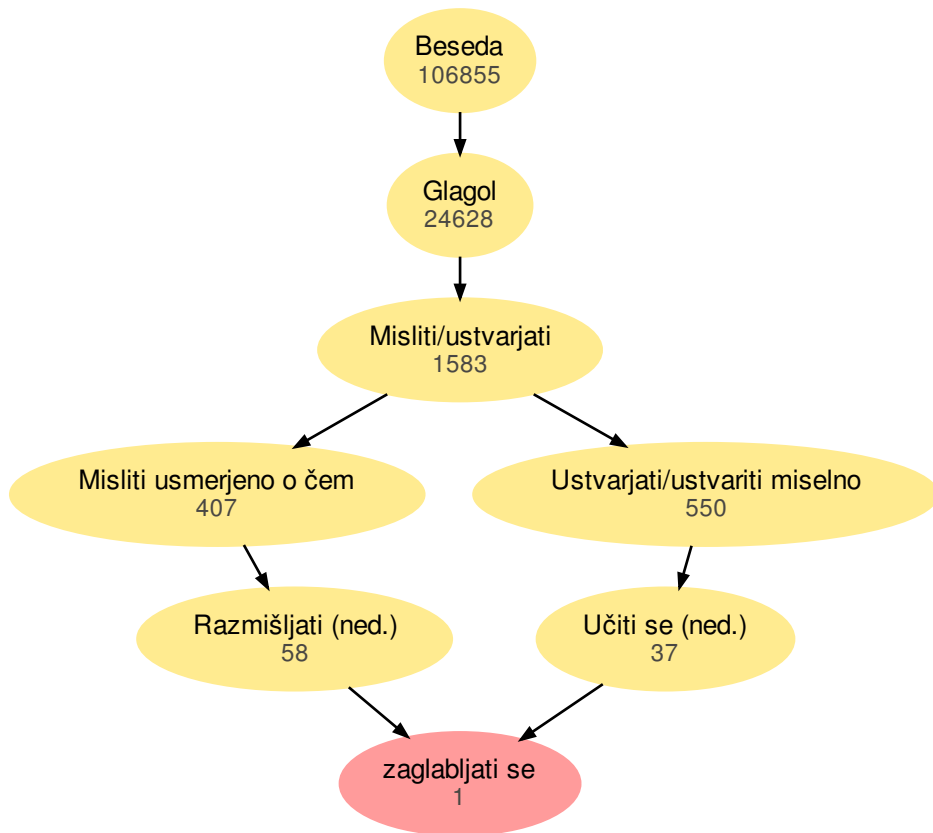 Beseda
106855
Glagol
24628
Misliti/ustvarjati
1583
Misliti usmerjeno o čem
407
Ustvarjati/ustvariti miselno
550
Razmišljati (ned.)
58
Učiti se (ned.)
37
zaglabljati se
1